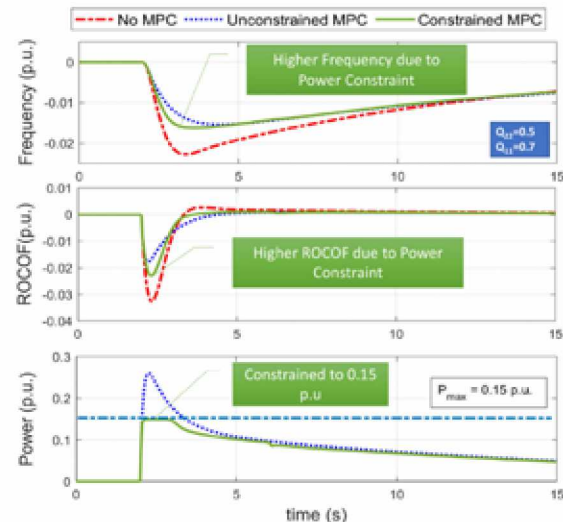 No MPC Unconstrained MPC Constrained MPC
Frequency (p.u.)
0
-0.01
-0.02
Higher Frequency due to
Power Constraint
Q22=0.5
Q11=0.7
0 5 10 15
ROCOF(p.u.)
0.01
0
-0.01
-0.02
-0.03
-0.04
Higher ROCOF due to Power
Constraint
0 5 10 15
Power (p.u.)
0.3
0.2
0.1
0
Constrained to 0.15
p.u
Pmax = 0.15 p.u.
0 5 10 15
time (s)